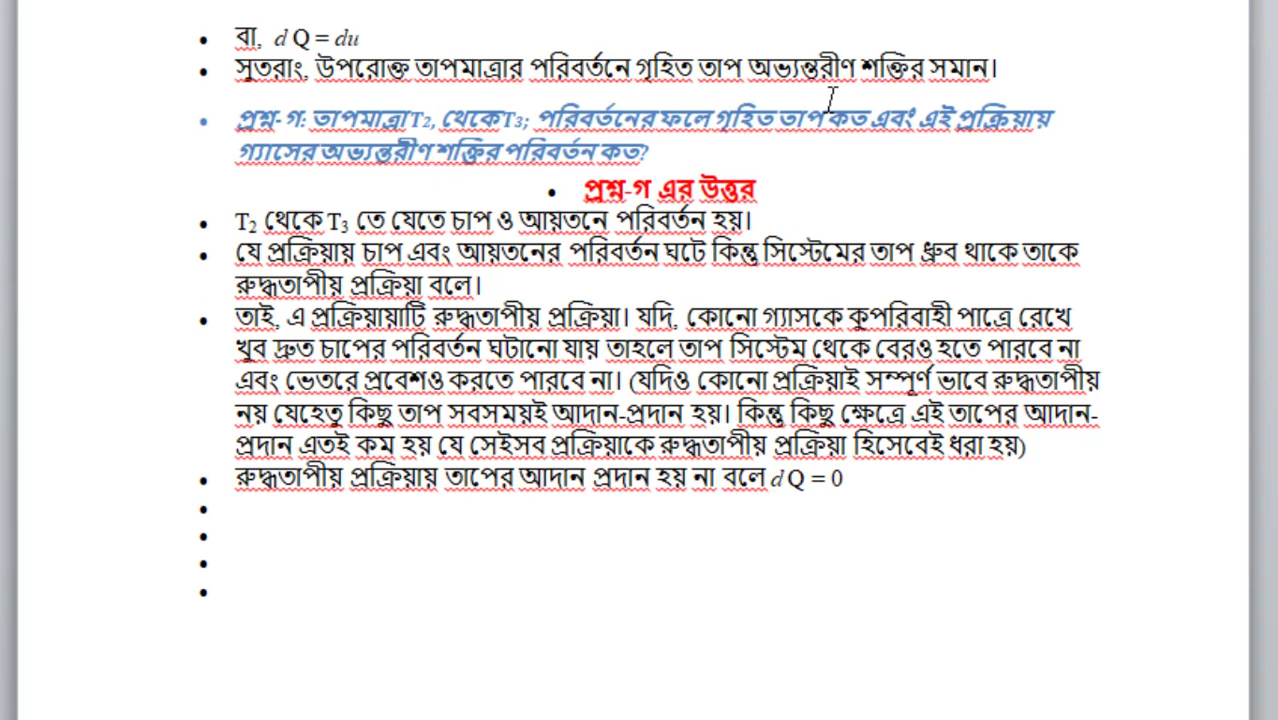 বা, d Q = du
সুতরাং, উপরোক্ত তাপমাত্রার পরিবর্তনে গৃহিত তাপ অভ্যন্তরীণ শক্তির সমান।
প্রশ্ন- গ: তাপমাত্রা T₂, থেকে T₃; পরিবর্তনের ফলে গৃহিত তাপ কত এবং এই প্রক্রিয়ায়
গ্যাসের অভ্যন্তরীণ শক্তির পরিবর্তন কত?
প্রশ্ন-গ এর উত্তর
T₂ থেকে T₃ তে যেতে চাপ ও আয়তনে পরিবর্তন হয়।
যে প্রক্রিয়ায় চাপ এবং আয়তনের পরিবর্তন ঘটে কিন্তু সিস্টেমের তাপ ধ্রুব থাকে তাকে
রুদ্ধতাপীয় প্রক্রিয়া বলে।
তাই, এ প্রক্রিয়ায়াটি রুদ্ধতাপীয় প্রক্রিয়া। যদি, কোনো গ্যাসকে কুপরিবাহী পাত্রে রেখে
খুব দ্রুত চাপের পরিবর্তন ঘটানো যায় তাহলে তাপ সিস্টেম থেকে বেরও হতে পারবে না
এবং ভেতরে প্রবেশও করতে পারবে না। (যদিও কোনো প্রক্রিয়াই সম্পূর্ণ ভাবে রুদ্ধতাপীয়
নয় যেহেতু কিছু তাপ সবসময়ই আদান-প্রদান হয়। কিন্তু কিছু ক্ষেত্রে এই তাপের আদান-
প্রদান এতই কম হয় যে সেইসব প্রক্রিয়াকে রুদ্ধতাপীয় প্রক্রিয়া হিসেবেই ধরা হয়)
রুদ্ধতাপীয় প্রক্রিয়ায় তাপের আদান প্রদান হয় না বলে d Q = 0